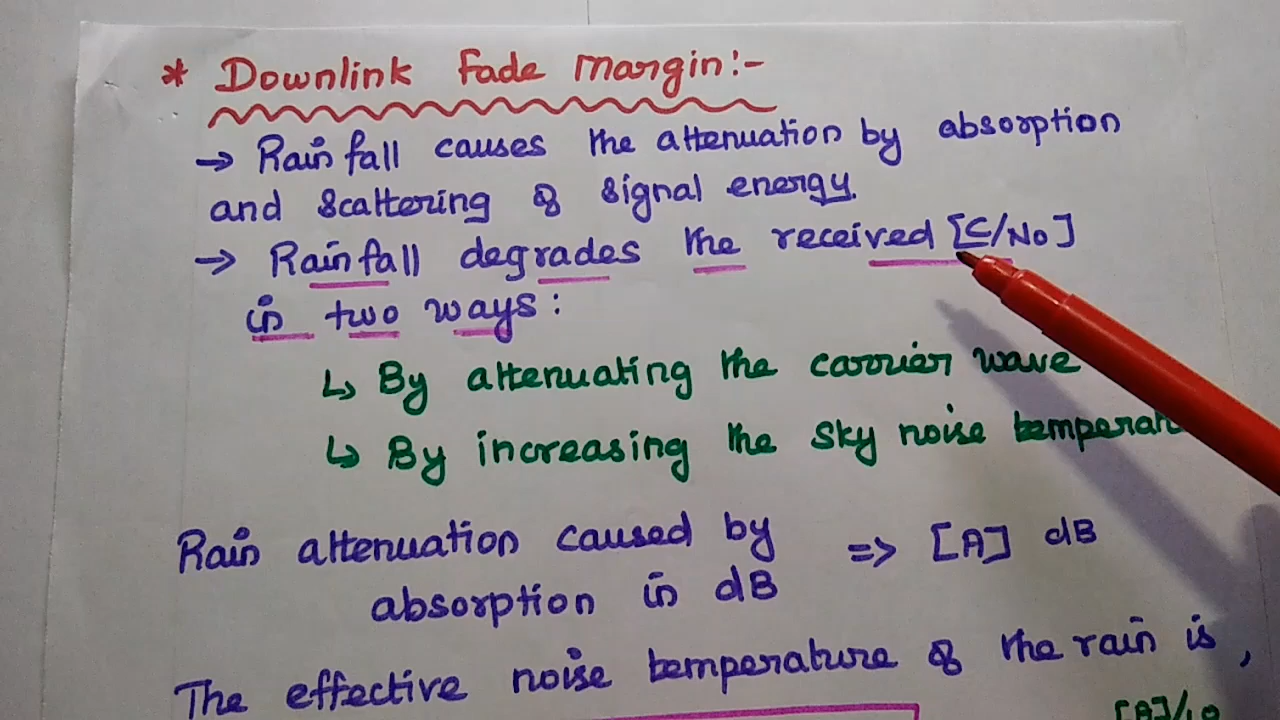 * Downlink Fade Margin:-
→ Rainfall causes the attenuation by absorption
and scattering of signal energy.
→ Rainfall degrades the received [C/No]
in two ways:
↳ By attenuating the carrier wave
↳ By increasing the sky noise temperat
Rain attenuation caused by
absorption in dB => [A] dB
The effective noise temperature of the rain is,
[A]/10